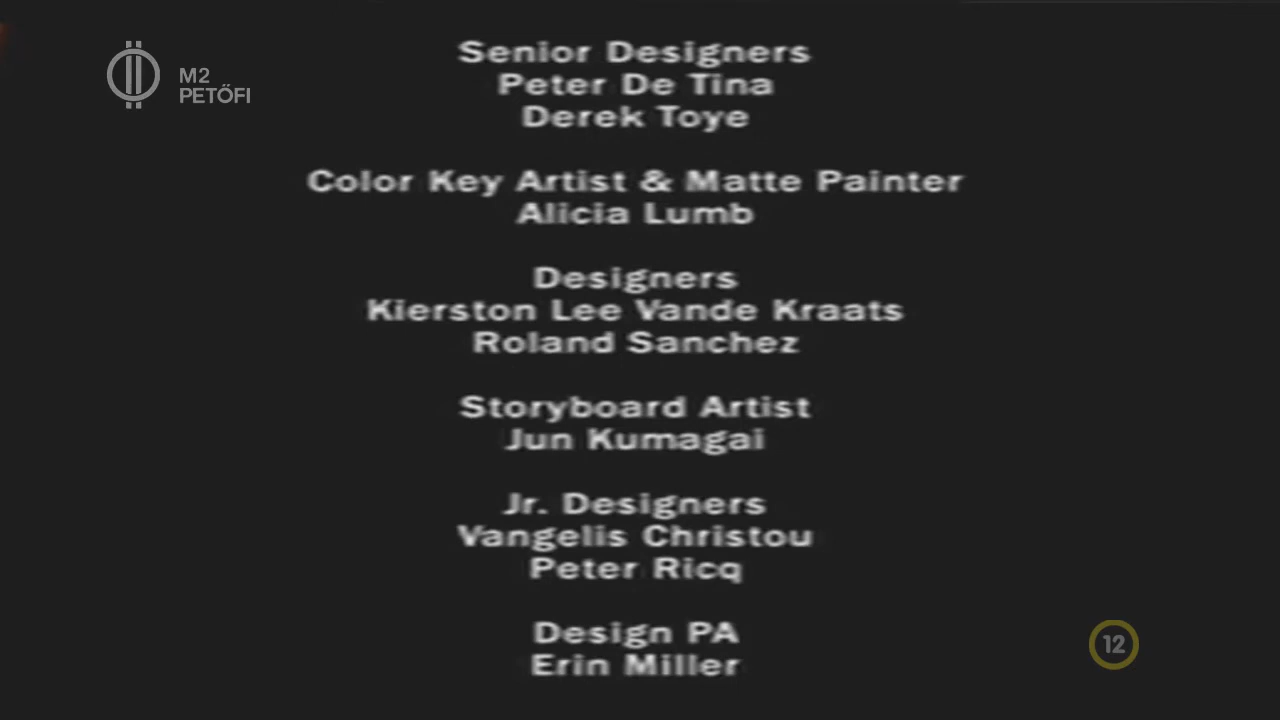 M2
PETŐFI
Senior Designers
Peter De Tina
Derek Toye
Color Key Artist & Matte Painter
Alicia Lumb
Designers
Kierston Lee Vande Kraats
Roland Sanchez
Storyboard Artist
Jun Kumagai
Jr. Designers
Vangelis Christou
Peter Ricq
Design PA
Erin Miller
12